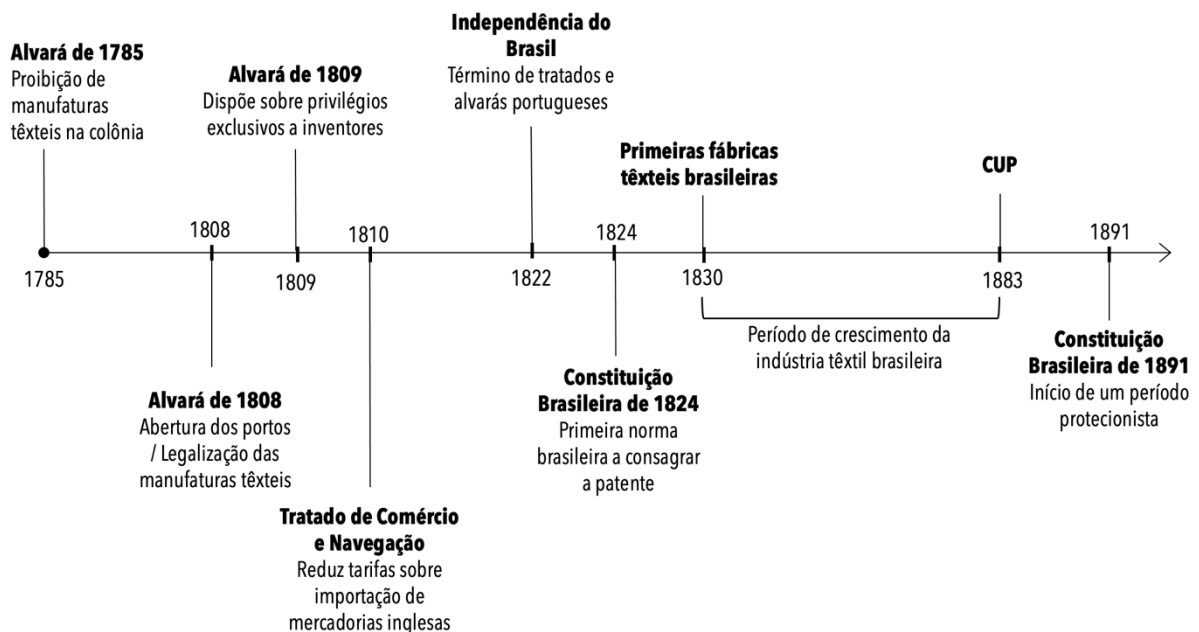 Alvará de 1785
Proibição de
manufaturas
têxteis na colônia
1785
1808
Alvará de 1808
Abertura dos portos
/ Legalização das
manufaturas têxteis
Alvará de 1809
Dispõe sobre privilégios
exclusivos a inventores
1809
1810
Tratado de Comércio
e Navegação
Reduz tarifas sobre
importação de
mercadorias inglesas
Independência do
Brasil
Término de tratados e
alvarás portugueses
1822
1824
Constituição
Brasileira de 1824
Primeira norma
brasileira a consagrar
a patente
Primeiras fábricas
têxteis brasileiras
1830
Período de crescimento da
indústria têxtil brasileira
CUP
1883
1891
Constituição
Brasileira de 1891
Início de um período
protecionista